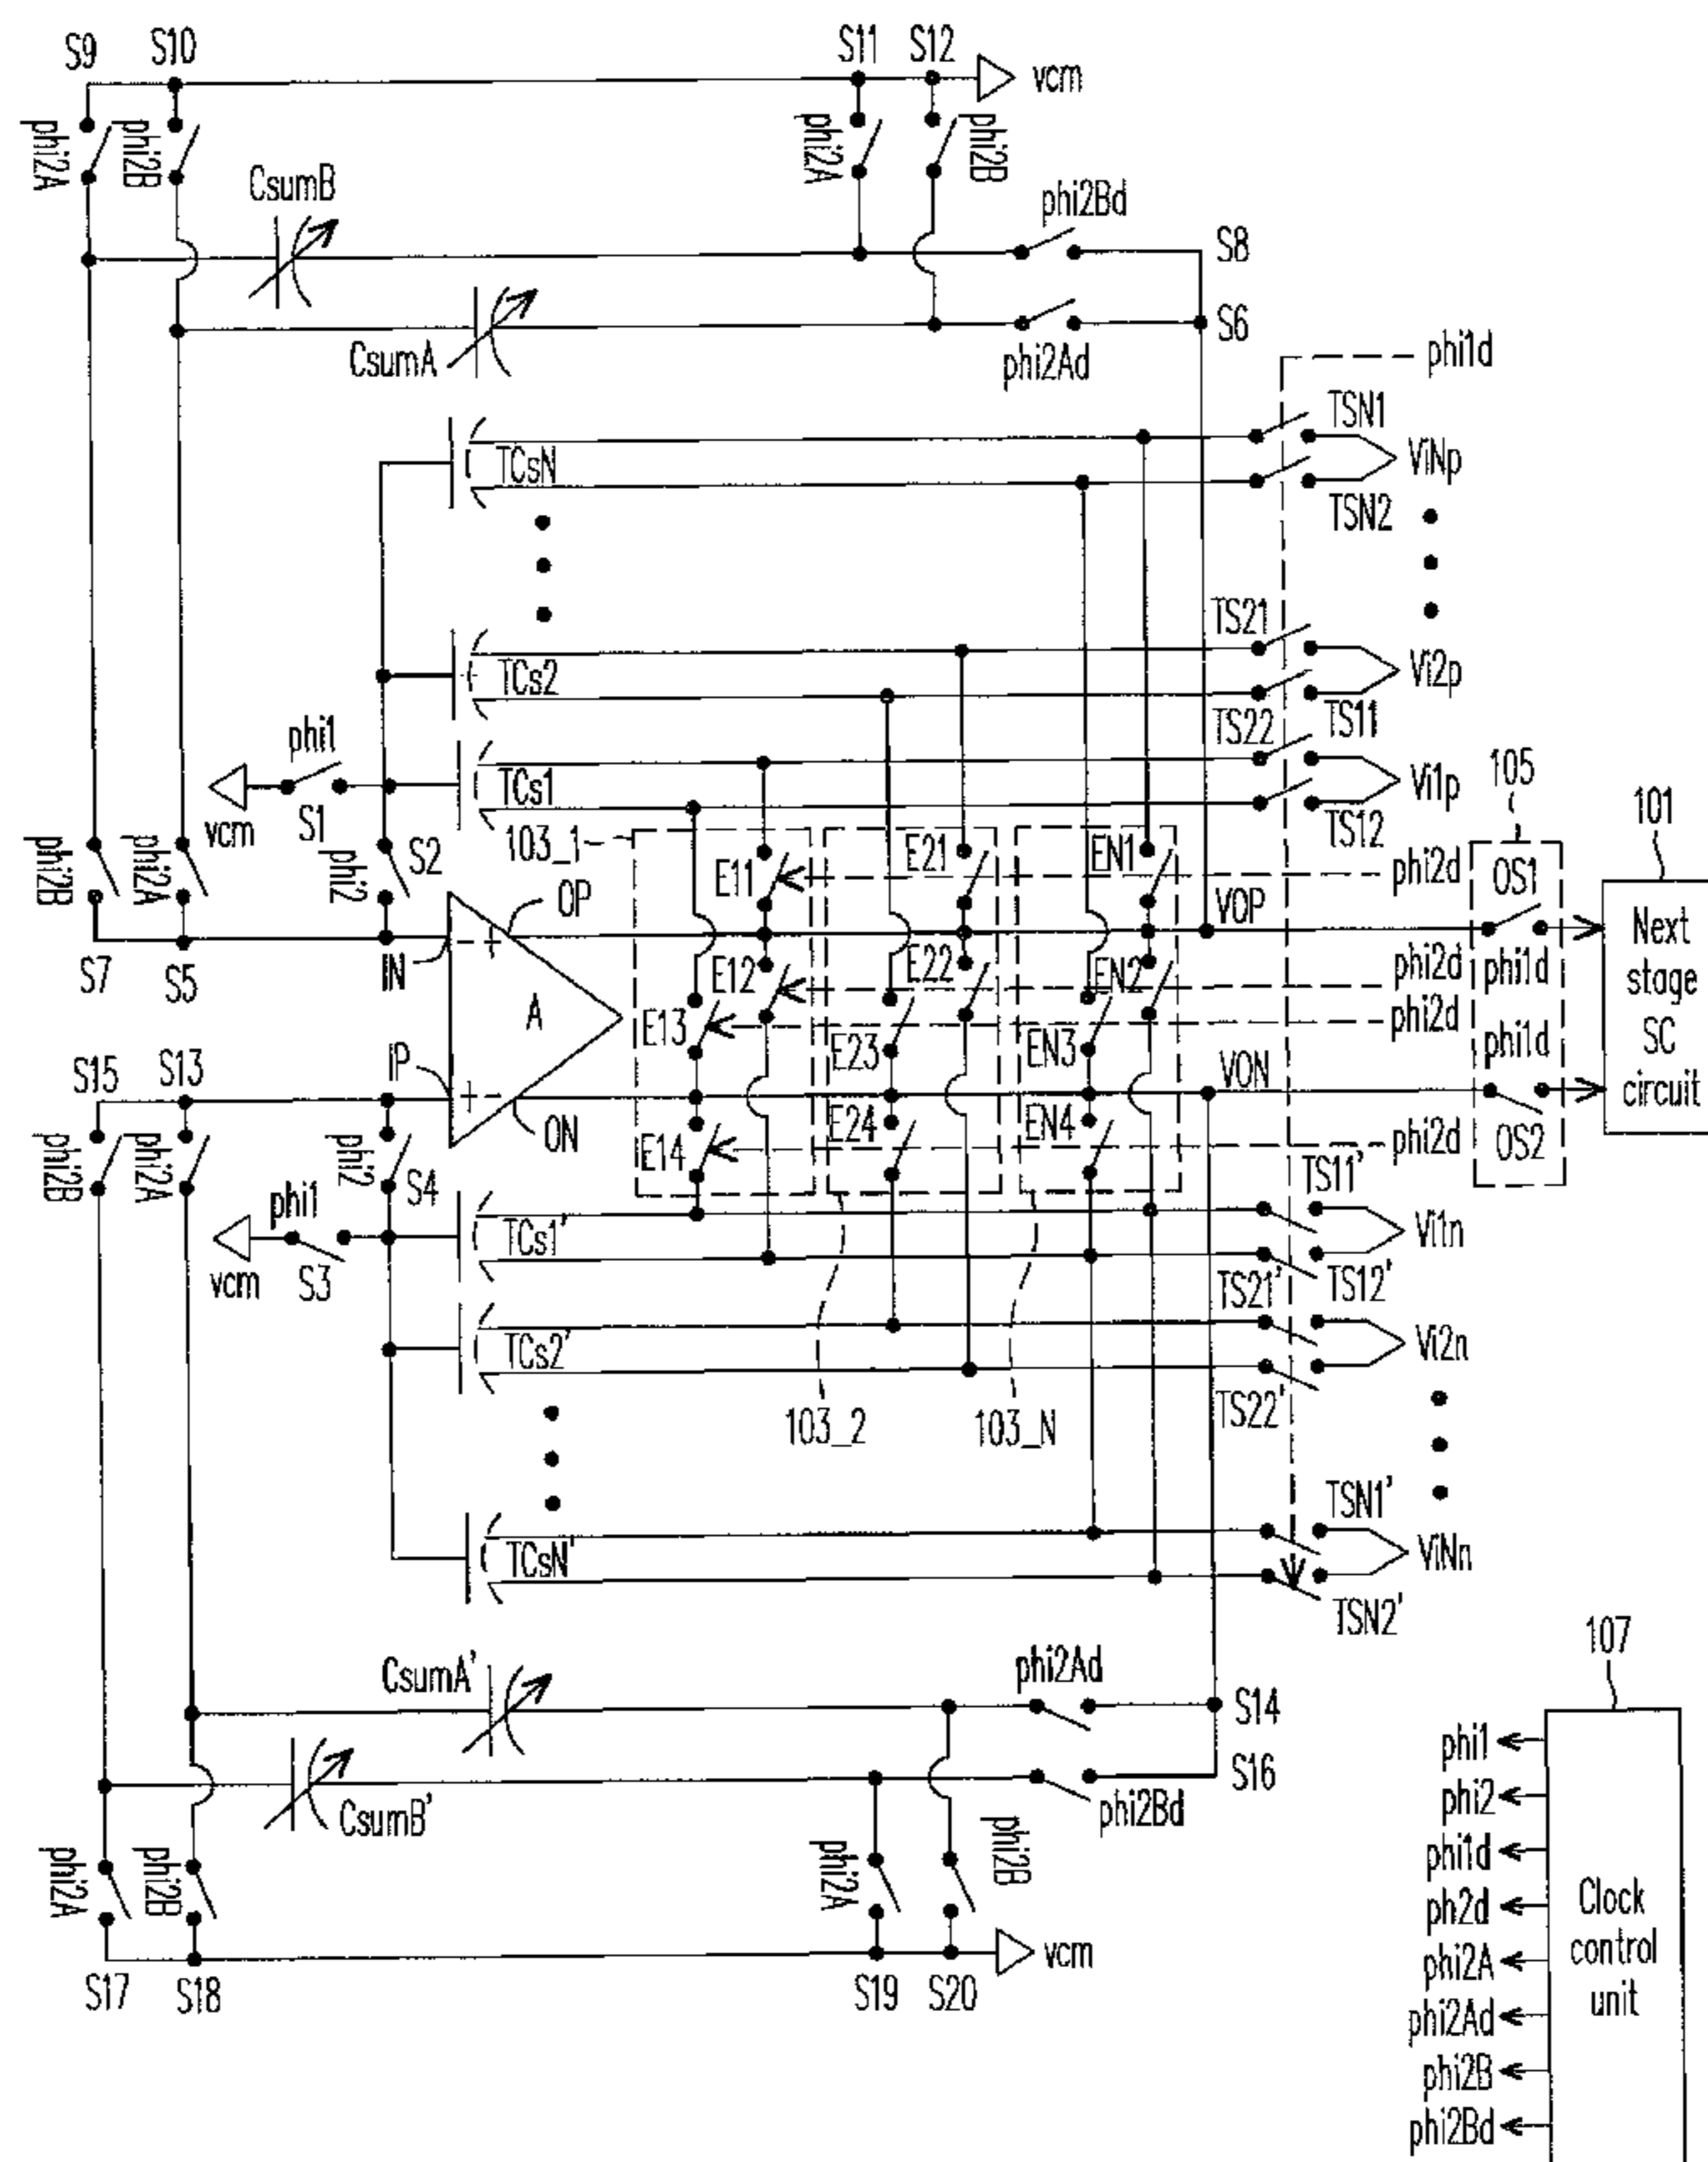 S9 S10 S11 S12 vcm
phi2A phi2B phi2A phi2B
CsumB phi2Bd S8
S6
CsumA phi2Ad phi1d
TSN1
TCsN ViNp
TSN2
TS21
TCs2 Vi2p
phi1 TS22 TS11
105
TCs1 Vi1p 101
vcm S1 TS12
103_1
phi2B phi2A phi2 S2 E11 E21 EN1 phi2d OS1
OP VOP
- + Next
S7 S5 IN E12 E22 EN2 phi2d phi1d stage
A phi2d SC
E13 E23 EN3 phi1d circuit
S15 S13 IP VON
+ -
phi2B phi2A phi2 ON E14 E24 EN4 phi2d OS2
S4 TS11'
phi1
TCs1' Vi1n
vcm S3 TS21' TS12'
TCs2' Vi2n
TS22'
103_2 103_N
TSN1'
TCsN' ViNn
TSN2'
107
CsumA' phi2Ad
S14
phi1
S16
CsumB' phi2Bd phi2
phi2A phi2B phi2A phi2B phi1d
Clock
ph2d
control
vcm phi2A
S17 S18 S19 S20 unit
phi2Ad
phi2B
phi2Bd